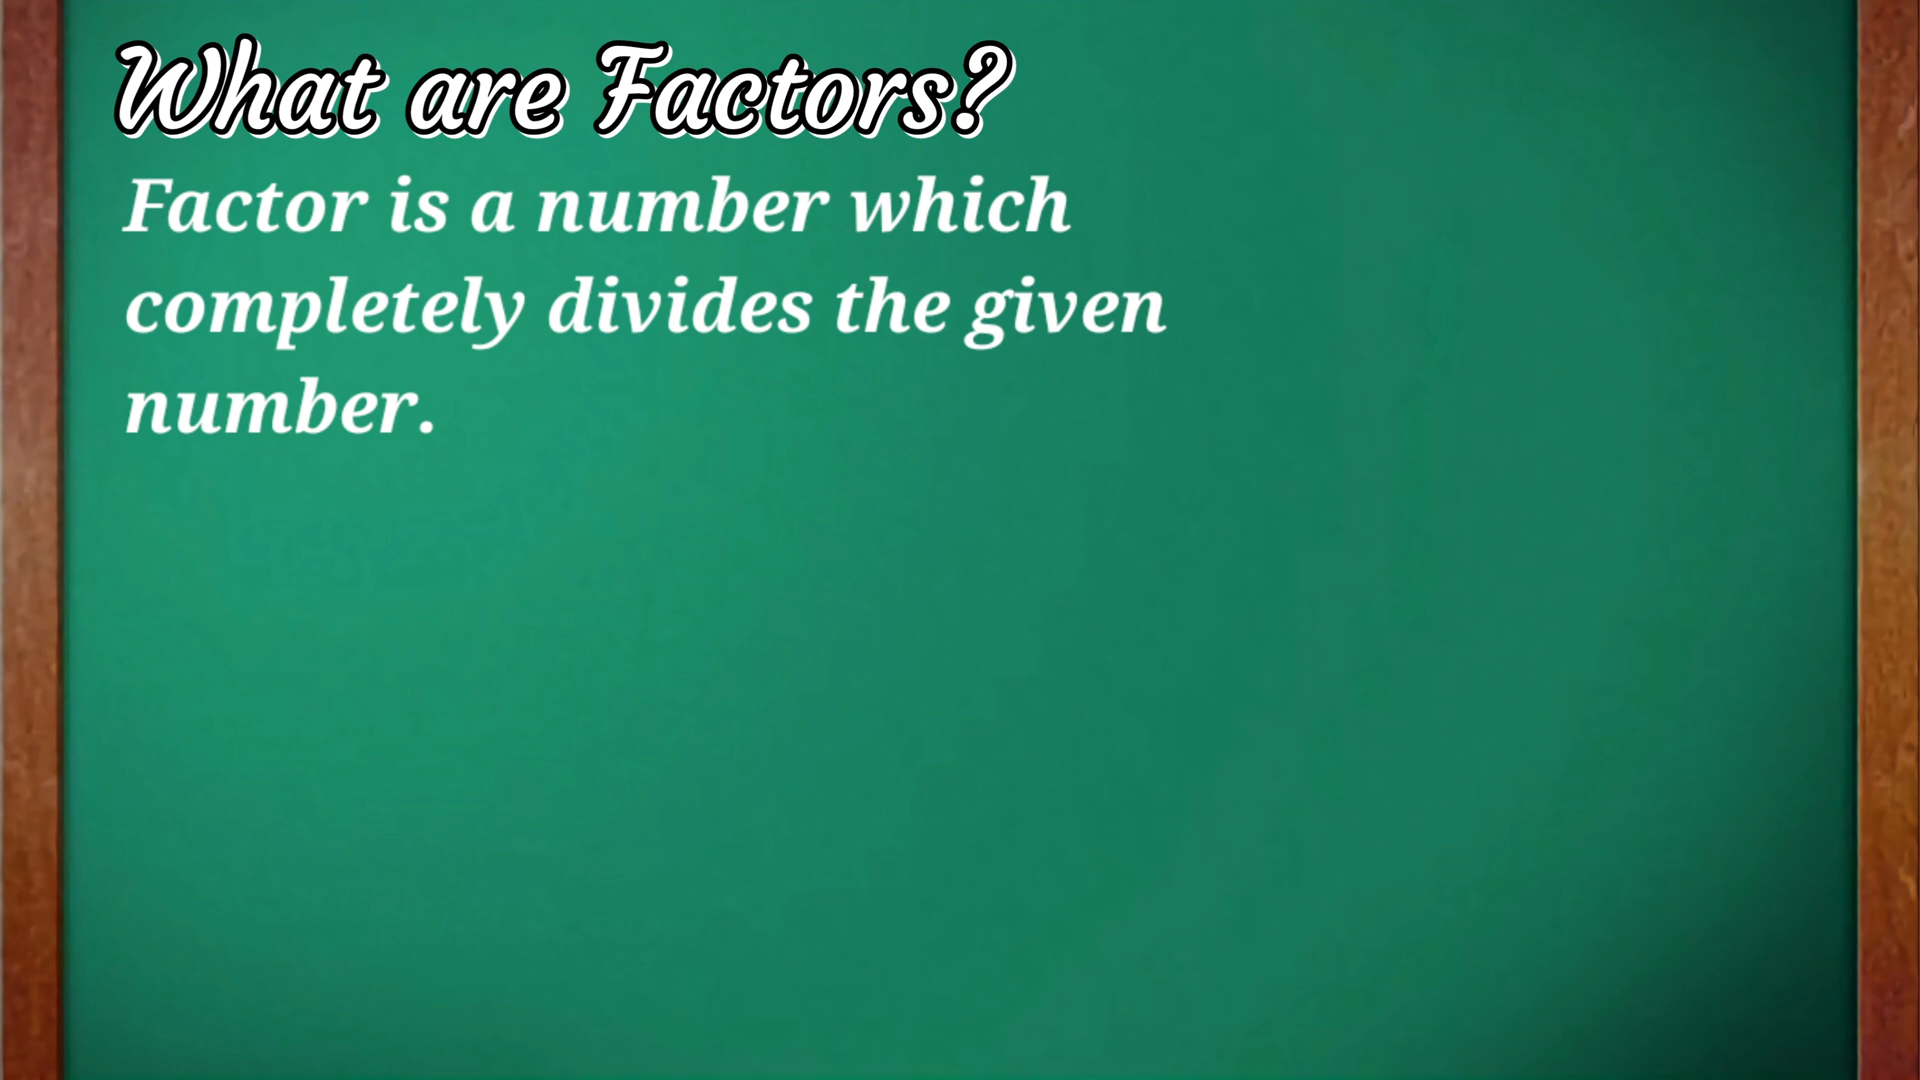 What are Factors?
Factor is a number which
completely divides the given
number.